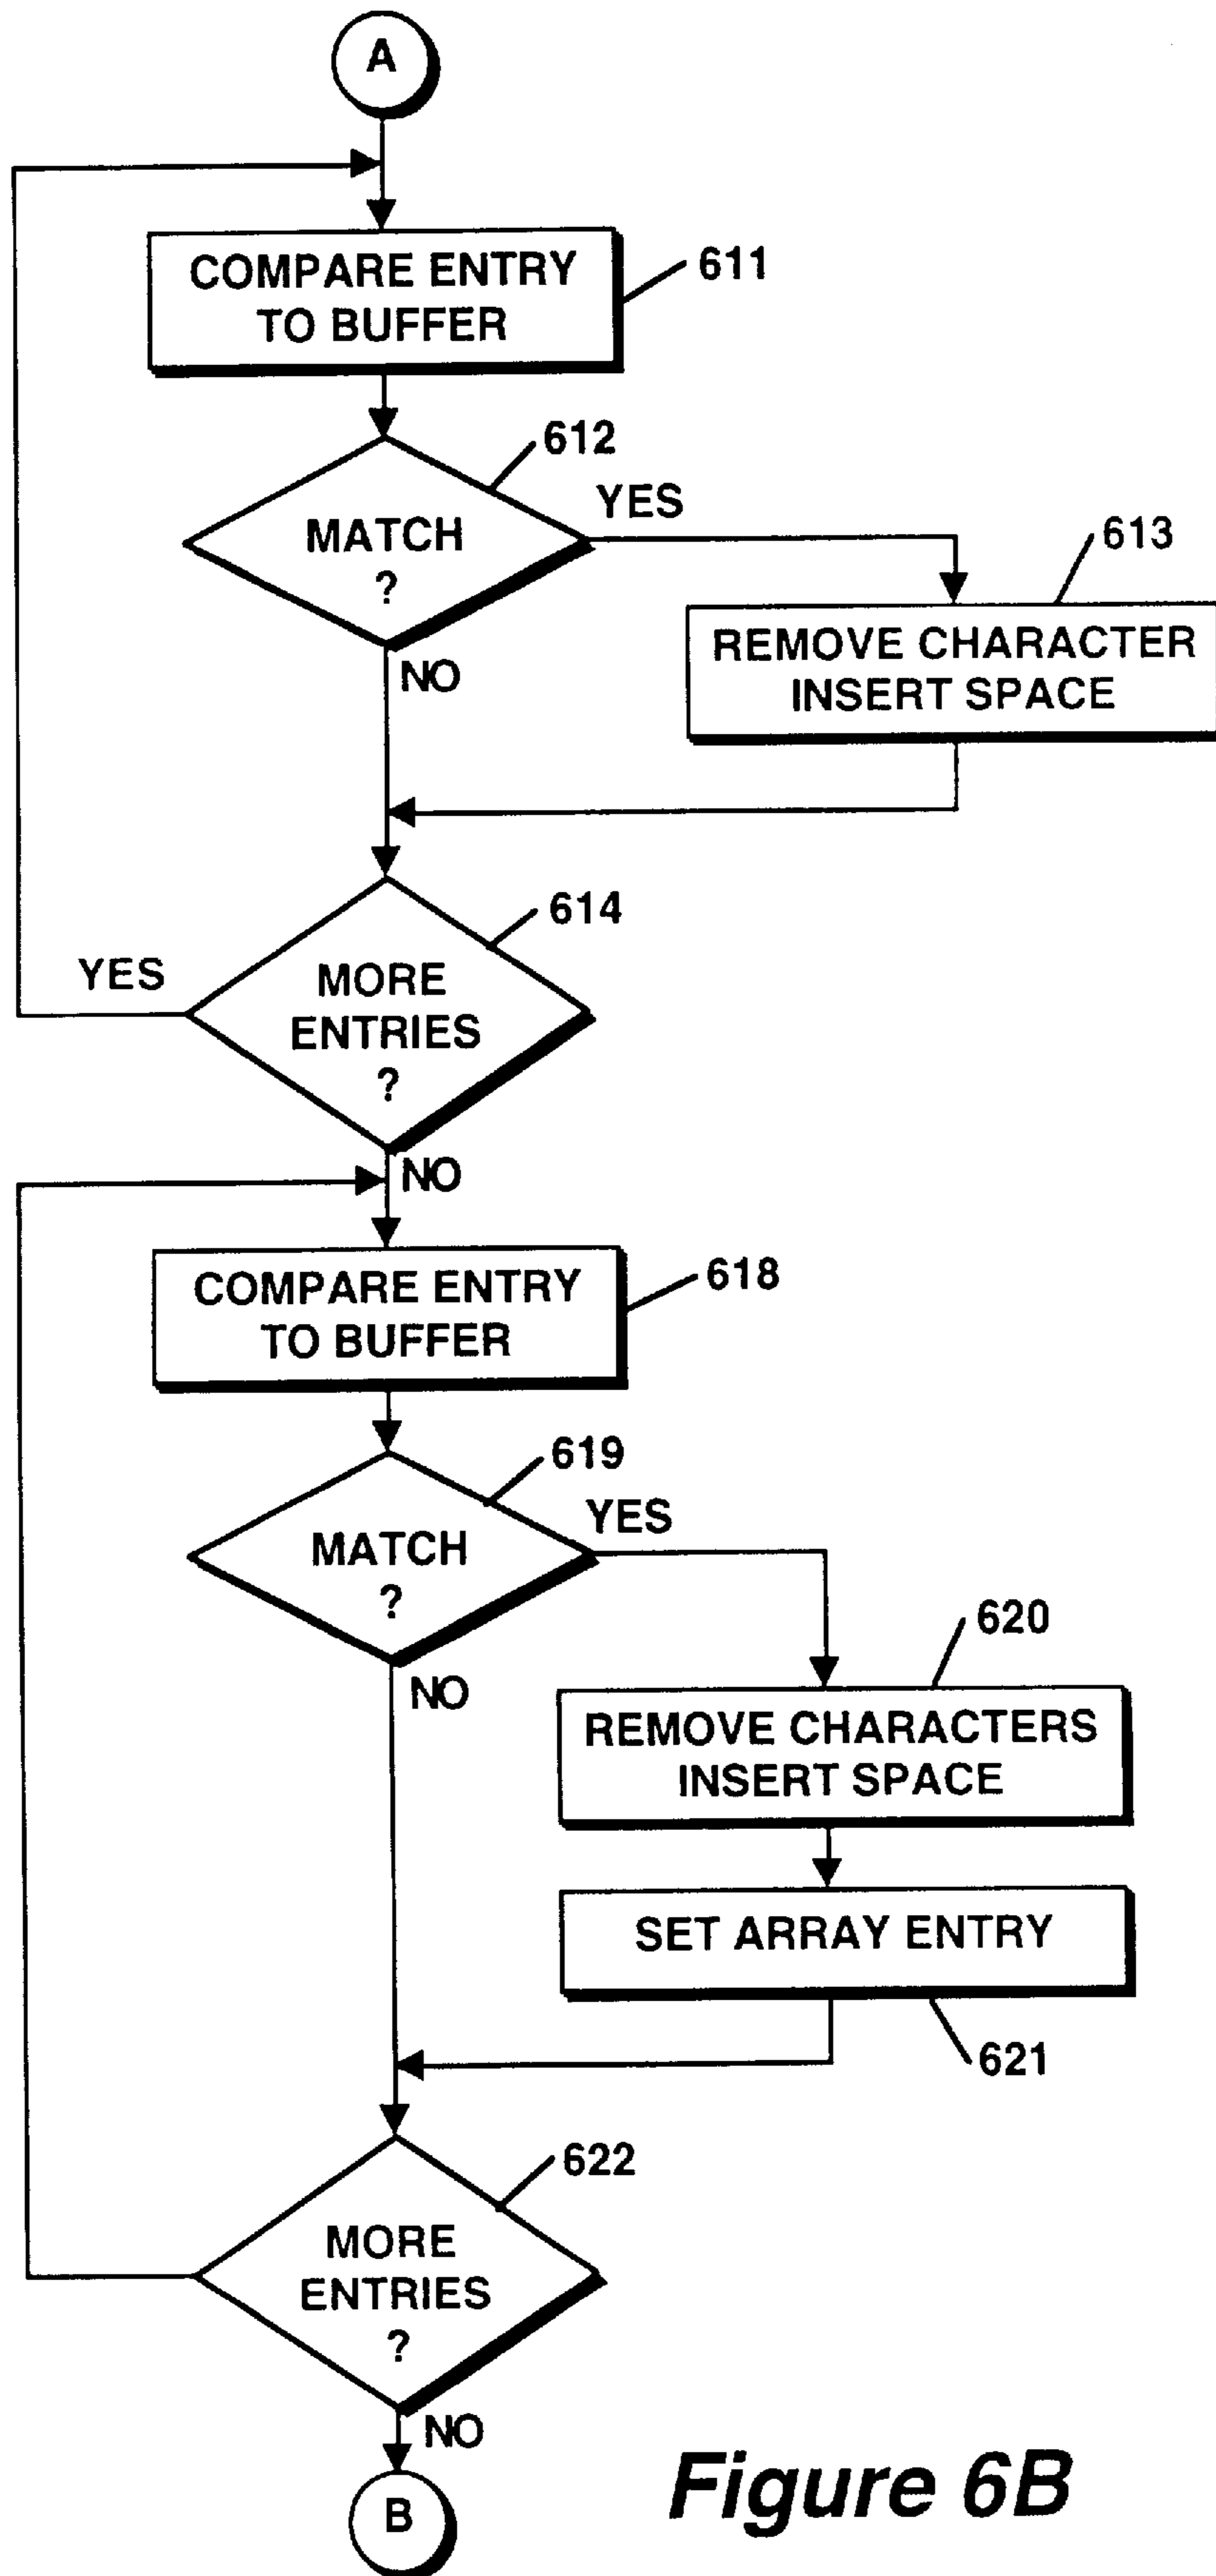 A
COMPARE ENTRY
TO BUFFER
611
612
MATCH
?
YES
NO
613
REMOVE CHARACTER
INSERT SPACE
614
YES
MORE
ENTRIES
?
NO
COMPARE ENTRY
TO BUFFER
618
619
MATCH
?
YES
NO
620
REMOVE CHARACTERS
INSERT SPACE
SET ARRAY ENTRY
621
622
MORE
ENTRIES
?
NO
B
Figure 6B